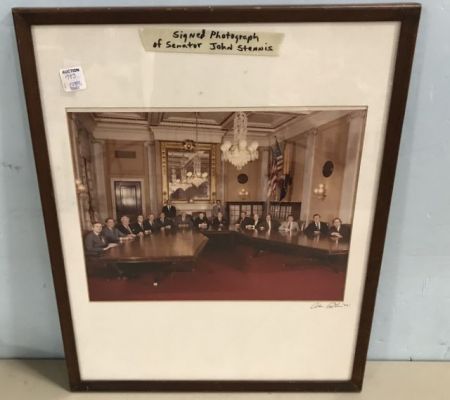 Signed Photograph
of Senator John Stennis
AUCTION